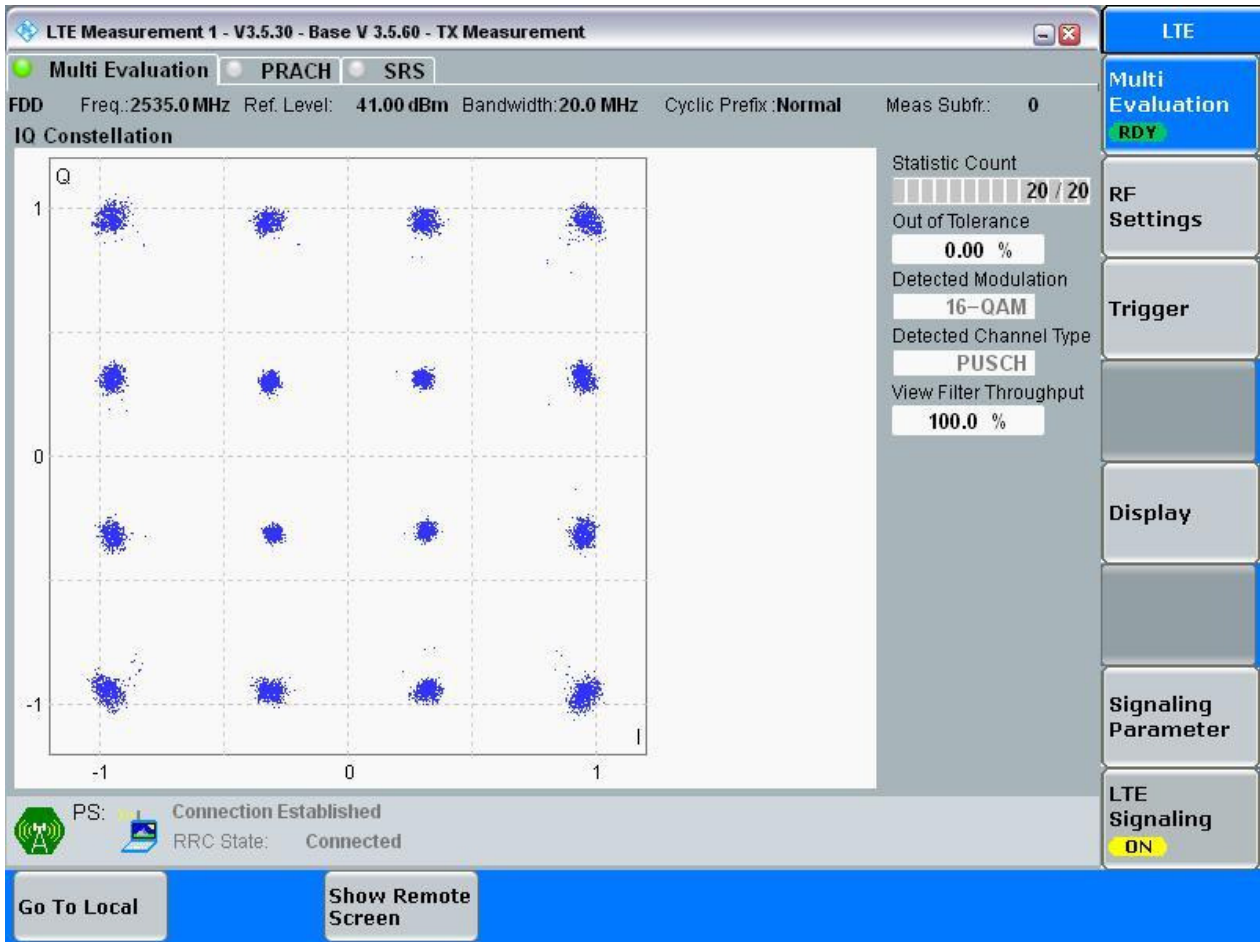 LTE Measurement 1 - V3.5.30 - Base V 3.5.60 - TX Measurement
LTE
Multi Evaluation PRACH SRS
FDD Freq.:2535.0 MHz Ref. Level: 41.00 dBm Bandwidth:20.0 MHz Cyclic Prefix :Normal Meas Subfr.: 0
IQ Constellation
Q
1
0
-1
I
-1 0 1
Statistic Count
20 / 20
Out of Tolerance
0.00 %
Detected Modulation
16-QAM
Detected Channel Type
PUSCH
View Filter Throughput
100.0 %
Multi
Evaluation
RDY
RF
Settings
Trigger
Display
Signaling
Parameter
LTE
Signaling
ON
PS: Connection Established
RRC State: Connected
Go To Local
Show Remote
Screen